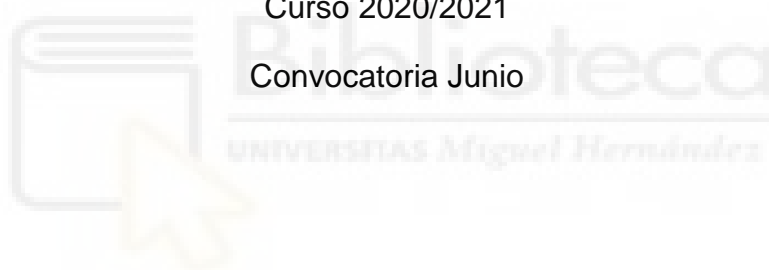 Curso 2020/2021
Convocatoria Junio
Biblioteca
UNIVERSITAS Miguel Hernández